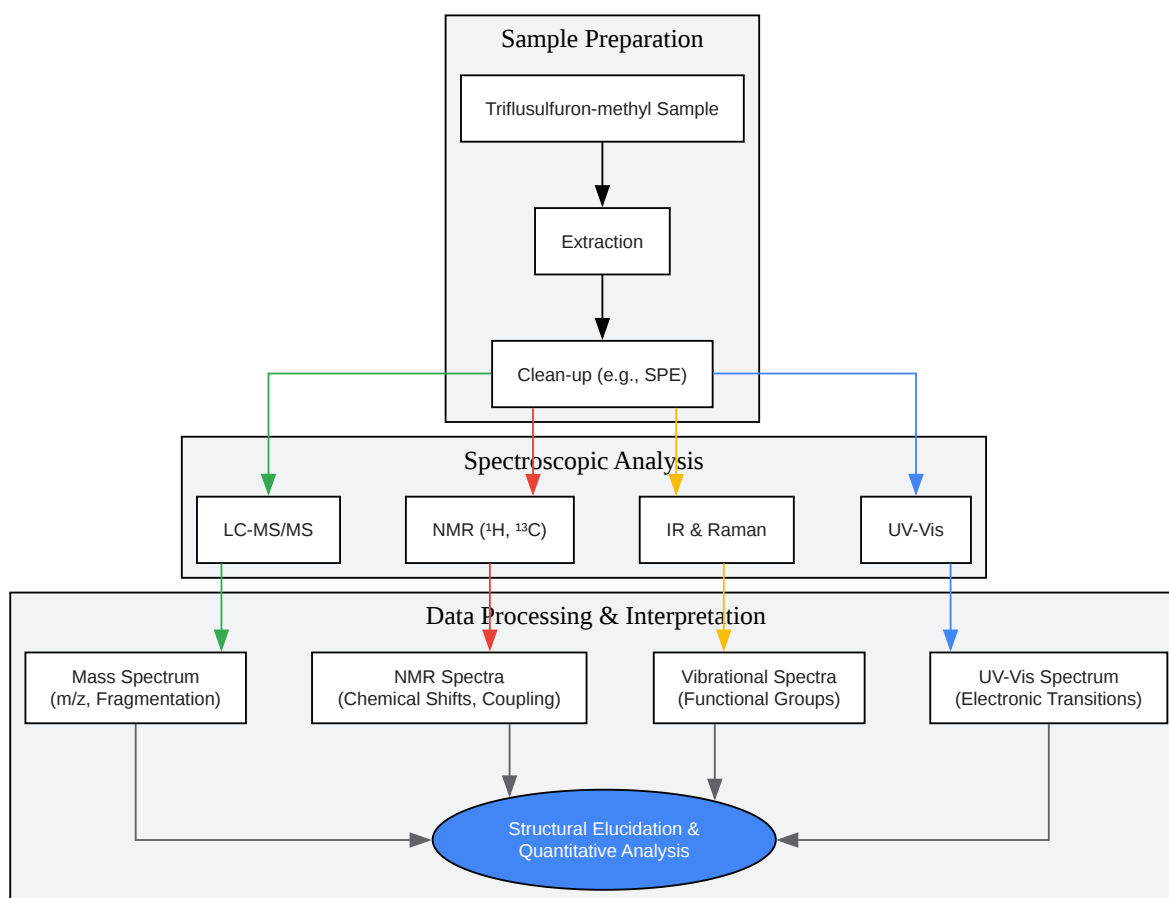 Sample Preparation
Triflusulfuron-methyl Sample
Extraction
Clean-up (e.g., SPE)
Spectroscopic Analysis
LC-MS/MS
NMR (¹H, ¹³C)
IR & Raman
UV-Vis
Data Processing & Interpretation
Mass Spectrum
(m/z, Fragmentation)
NMR Spectra
(Chemical Shifts, Coupling)
Vibrational Spectra
(Functional Groups)
UV-Vis Spectrum
(Electronic Transitions)
Structural Elucidation &
Quantitative Analysis